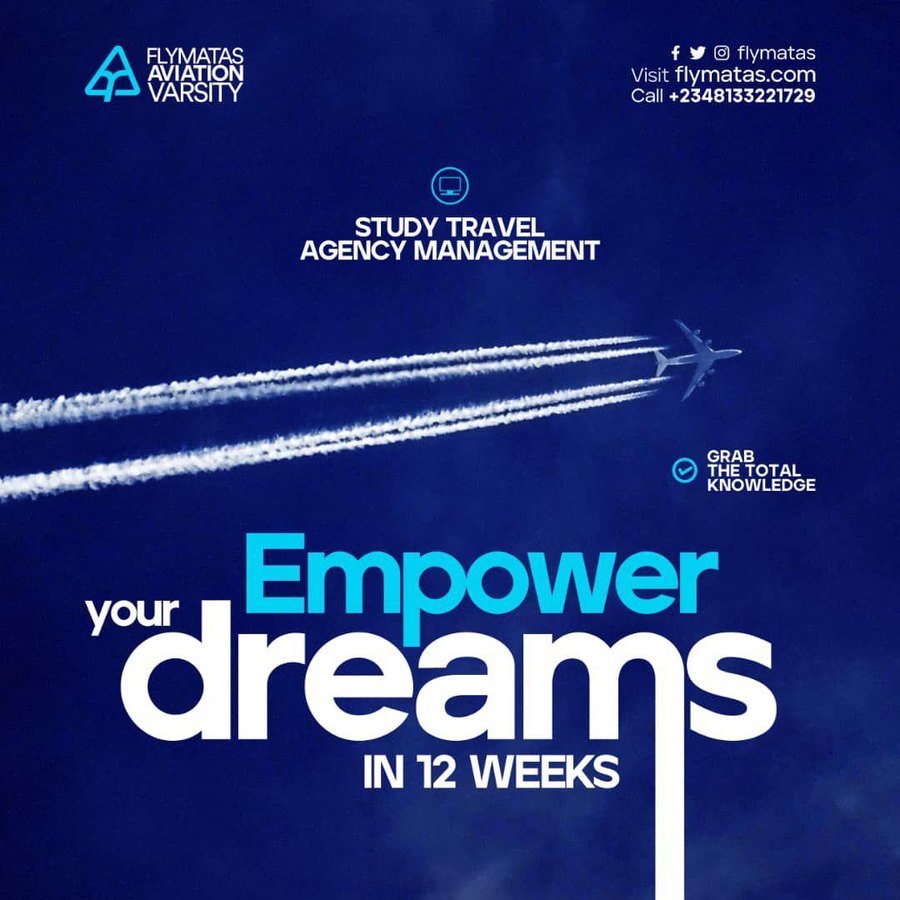 FLYMATAS
AVIATION
VARSITY
flymatas
Visit flymatas.com
Call +2348133221729
STUDY TRAVEL
AGENCY MANAGEMENT
GRAB
THE TOTAL
KNOWLEDGE
Empower
your
dreams
IN 12 WEEKS